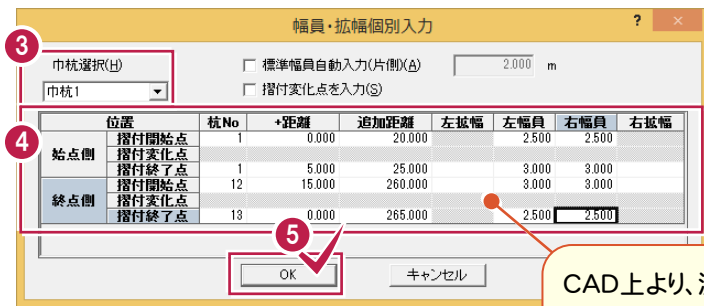 幅員・拡幅個別入力 ? ×
3
巾杭選択(H)
巾杭1
標準幅員自動入力(片側)(A) 2.000 m
摺付変化点を入力(S)
4
位置 杭No +距離 追加距離 左拡幅 左幅員 右幅員 右拡幅
始点側
摺付開始点 1 0.000 20.000 2.500 2.500
摺付変化点
摺付終了点 1 5.000 25.000 3.000 3.000
終点側
摺付開始点 12 15.000 260.000 3.000 3.000
摺付変化点
摺付終了点 13 0.000 265.000 2.500 2.500
5
OK キャンセル
CAD上より、